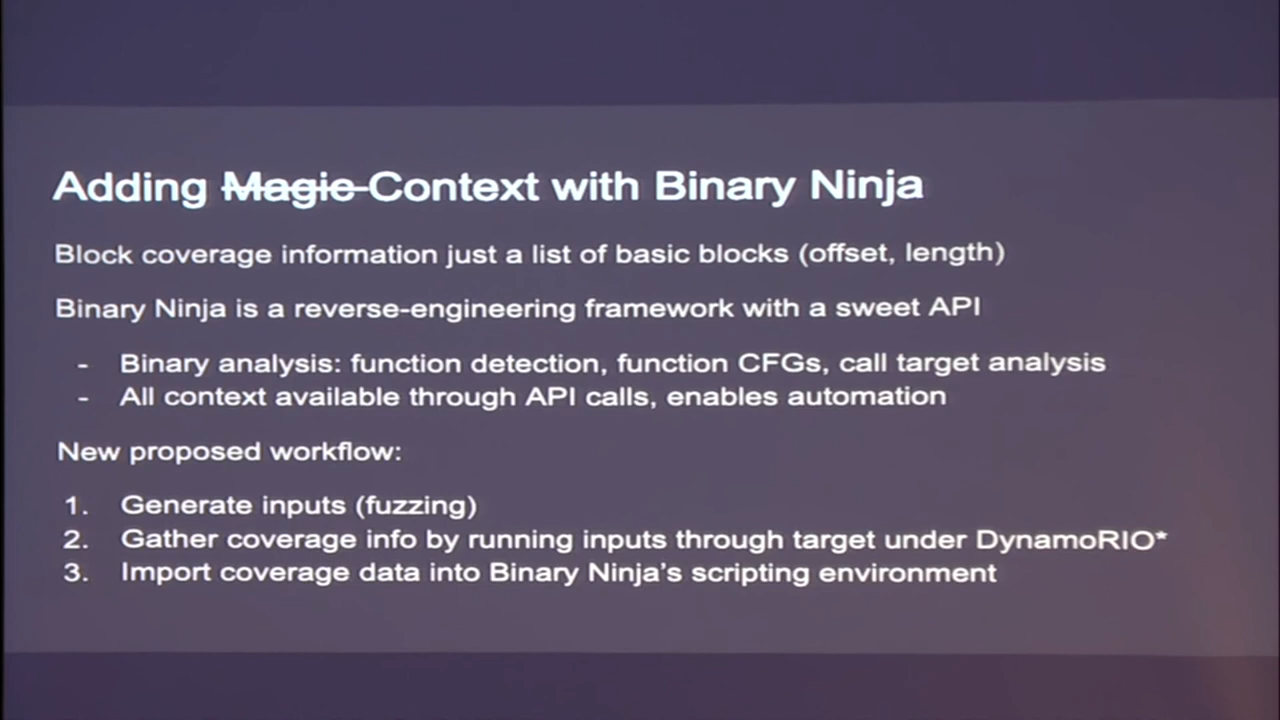 Adding Magic Context with Binary Ninja
Block coverage information just a list of basic blocks (offset, length)
Binary Ninja is a reverse-engineering framework with a sweet API
- Binary analysis: function detection, function CFGs, call target analysis
- All context available through API calls, enables automation
New proposed workflow:
1. Generate inputs (fuzzing)
2. Gather coverage info by running inputs through target under DynamoRIO*
3. Import coverage data into Binary Ninja's scripting environment